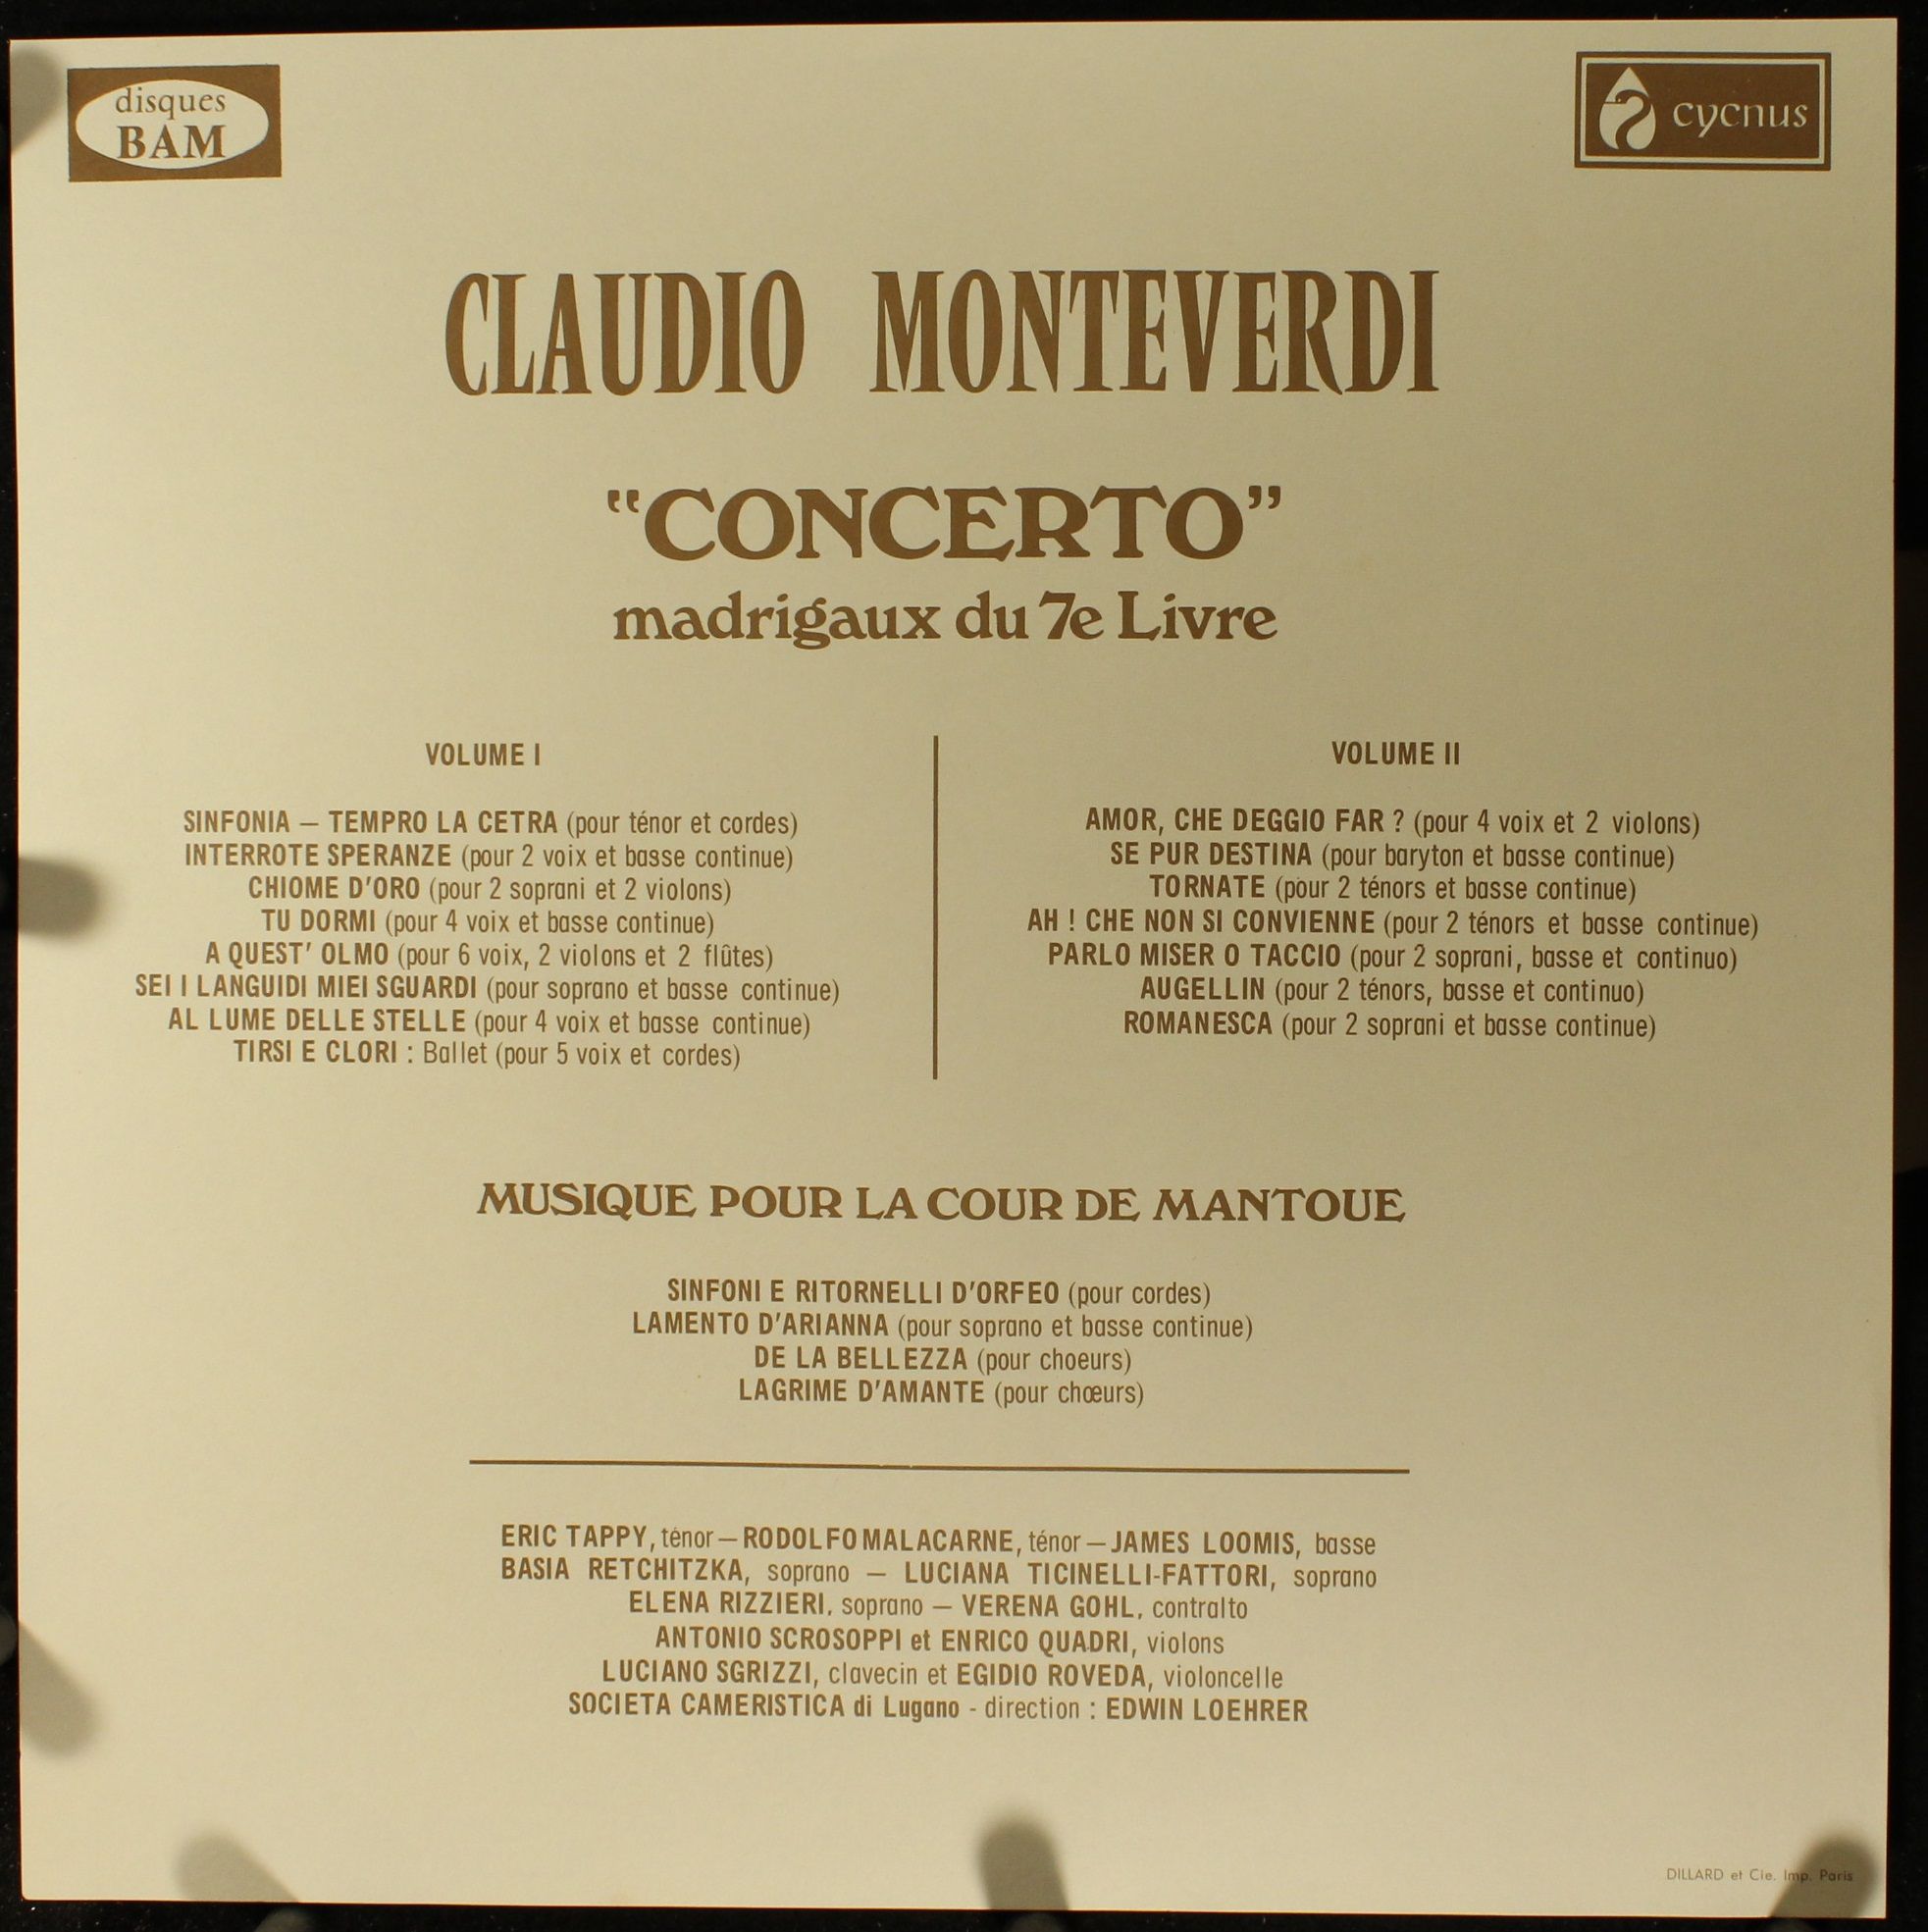 disques
BAM
cycnus
CLAUDIO MONTEVERDI
“CONCERTO”
madrigaux du 7e Livre
VOLUME I
SINFONIA – TEMPRO LA CETRA (pour ténor et cordes)
INTERROTE SPERANZE (pour 2 voix et basse continue)
CHIOME D'ORO (pour 2 soprani et 2 violons)
TU DORMI (pour 4 voix et basse continue)
A QUEST' OLMO (pour 6 voix, 2 violons et 2 flûtes)
SEI I LANGUIDI MIEI SGUARDI (pour soprano et basse continue)
AL LUME DELLE STELLE (pour 4 voix et basse continue)
TIRSI E CLORI : Ballet (pour 5 voix et cordes)
VOLUME II
AMOR, CHE DEGGIO FAR ? (pour 4 voix et 2 violons)
SE PUR DESTINA (pour baryton et basse continue)
TORNATE (pour 2 ténors et basse continue)
AH ! CHE NON SI CONVIENNE (pour 2 ténors et basse continue)
PARLO MISER O TACCIO (pour 2 soprani, basse et continuo)
AUGELLIN (pour 2 ténors, basse et continuo)
ROMANESCA (pour 2 soprani et basse continue)
MUSIQUE POUR LA COUR DE MANTOUE
SINFONI E RITORNELLI D'ORFEO (pour cordes)
LAMENTO D'ARIANNA (pour soprano et basse continue)
DE LA BELLEZZA (pour choeurs)
LAGRIME D'AMANTE (pour chœurs)
ERIC TAPPY, ténor – RODOLFO MALACARNE, ténor – JAMES LOOMIS, basse
BASIA RETCHITZKA, soprano – LUCIANA TICINELLI-FATTORI, soprano
ELENA RIZZIERI, soprano – VERENA GOHL, contralto
ANTONIO SCROSOPPI et ENRICO QUADRI, violons
LUCIANO SGRIZZI, clavecin et EGIDIO ROVEDA, violoncelle
SOCIETA CAMERISTICA di Lugano - direction : EDWIN LOEHRER
DILLARD et Cie. Imp. Paris